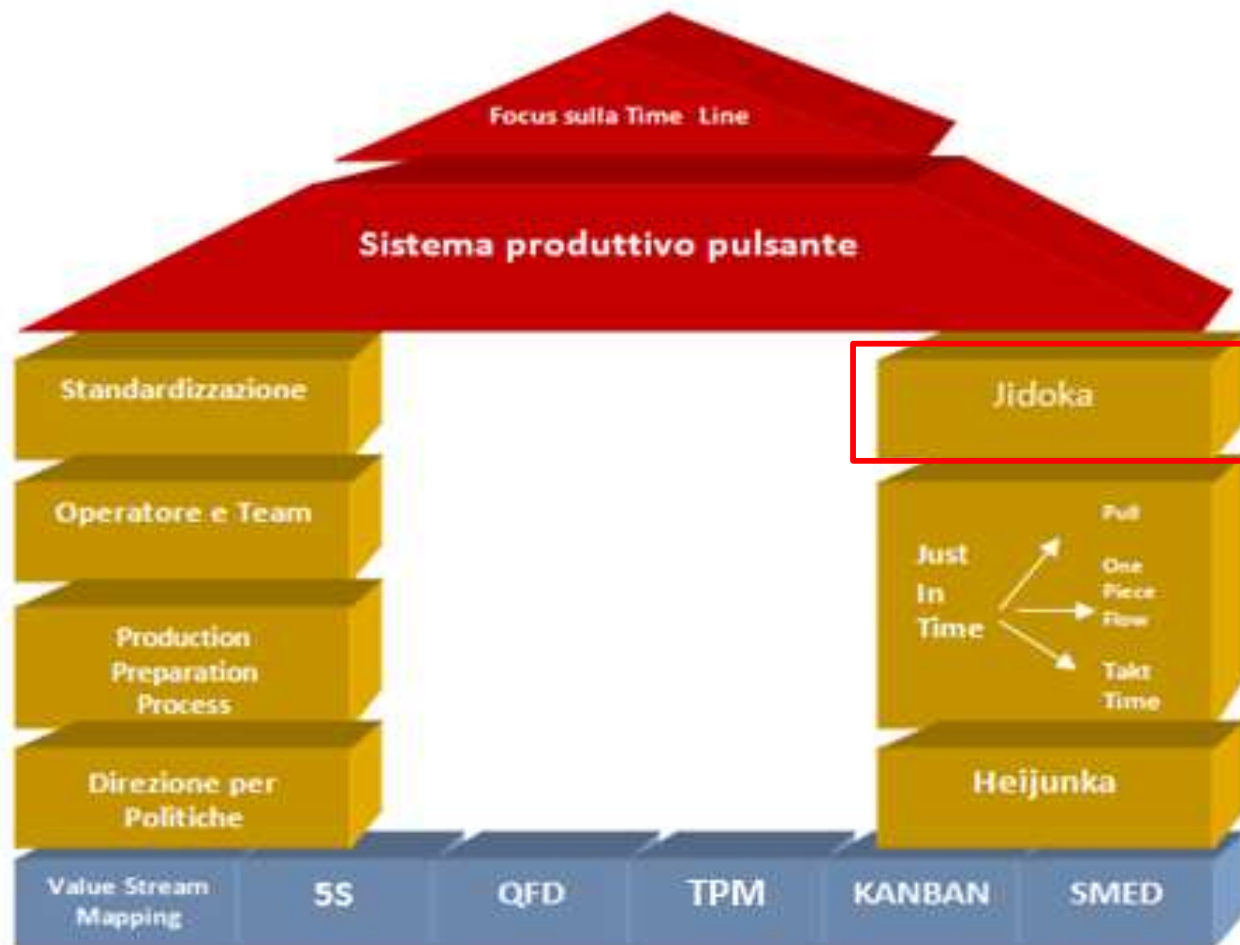 Focus sulla Time Line
Sistema produttivo pulsante
Standardizzazione
Operatore e Team
Production
Preparation
Process
Direzione per
Politiche
Jidoka
Just
In
Time
Pull
One
Piece
Flow
Takt
Time
Heijunka
Value Stream
Mapping
5S
QFD
TPM
KANBAN
SMED